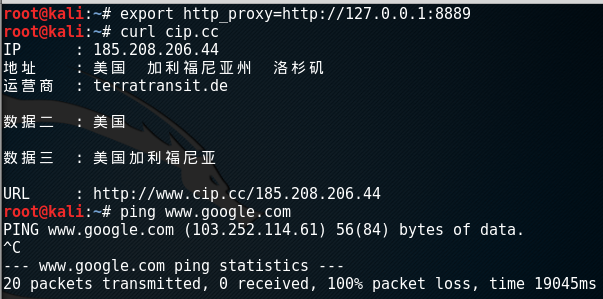 root@kali:~# export http_proxy=http://127.0.0.1:8889
root@kali:~# curl cip.cc
IP      : 185.208.206.44
地址    : 美国  加利福尼亚州  洛杉矶
运营商  : terratransit.de

数据二  : 美国

数据三  : 美国加利福尼亚

URL     : http://www.cip.cc/185.208.206.44
root@kali:~# ping www.google.com
PING www.google.com (103.252.114.61) 56(84) bytes of data.
^C
--- www.google.com ping statistics ---
20 packets transmitted, 0 received, 100% packet loss, time 19045ms